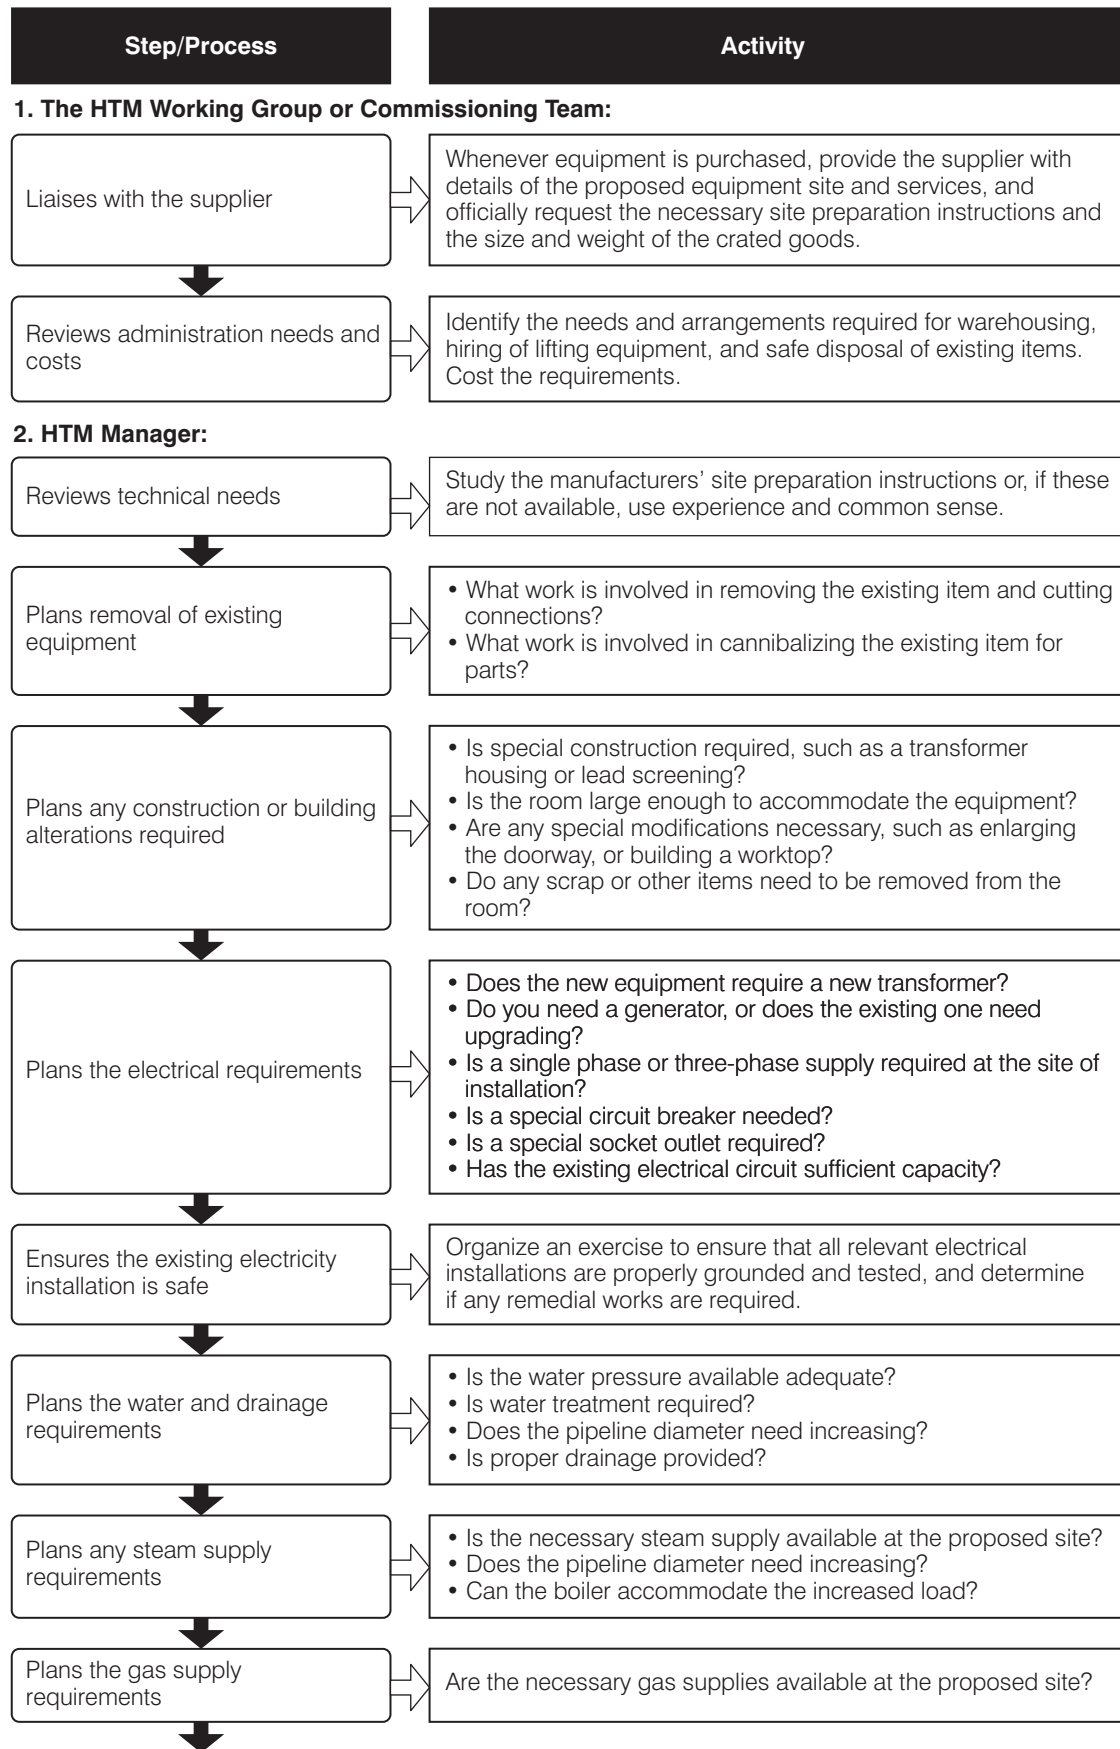 Step/Process
Activity
1. The HTM Working Group or Commissioning Team:
Liaises with the supplier
Whenever equipment is purchased, provide the supplier with
details of the proposed equipment site and services, and
officially request the necessary site preparation instructions and
the size and weight of the crated goods.
Reviews administration needs and
costs
Identify the needs and arrangements required for warehousing,
hiring of lifting equipment, and safe disposal of existing items.
Cost the requirements.
2. HTM Manager:
Reviews technical needs
Study the manufacturers’ site preparation instructions or, if these
are not available, use experience and common sense.
Plans removal of existing
equipment
• What work is involved in removing the existing item and cutting
connections?
• What work is involved in cannibalizing the existing item for
parts?
Plans any construction or building
alterations required
• Is special construction required, such as a transformer
housing or lead screening?
• Is the room large enough to accommodate the equipment?
• Are any special modifications necessary, such as enlarging
the doorway, or building a worktop?
• Do any scrap or other items need to be removed from the
room?
Plans the electrical requirements
• Does the new equipment require a new transformer?
• Do you need a generator, or does the existing one need
upgrading?
• Is a single phase or three-phase supply required at the site of
installation?
• Is a special circuit breaker needed?
• Is a special socket outlet required?
• Has the existing electrical circuit sufficient capacity?
Ensures the existing electricity
installation is safe
Organize an exercise to ensure that all relevant electrical
installations are properly grounded and tested, and determine
if any remedial works are required.
Plans the water and drainage
requirements
• Is the water pressure available adequate?
• Is water treatment required?
• Does the pipeline diameter need increasing?
• Is proper drainage provided?
Plans any steam supply
requirements
• Is the necessary steam supply available at the proposed site?
• Does the pipeline diameter need increasing?
• Can the boiler accommodate the increased load?
Plans the gas supply
requirements
Are the necessary gas supplies available at the proposed site?